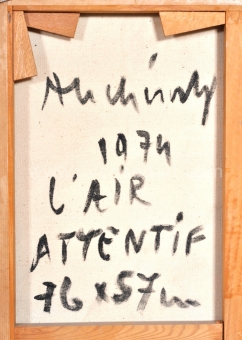 Alechinsky
1974
L'AIR
ATTENTIF
76 x 57 cm